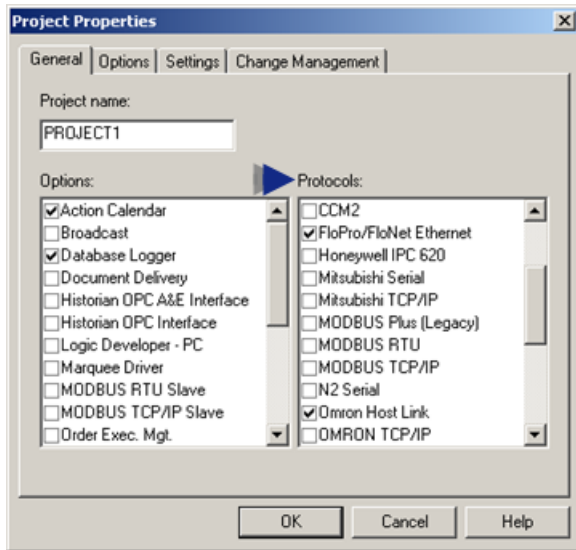 Project Properties
General
Options
Settings
Change Management
Project name:
PROJECT1
Options:
Action Calendar
Broadcast
Database Logger
Document Delivery
Historian OPC A&E Interface
Historian OPC Interface
Logic Developer - PC
Marquee Driver
MODBUS RTU Slave
MODBUS TCP/IP Slave
Order Exec. Mgt.
Protocols:
CCM2
FloPro/FloNet Ethernet
Honeywell IPC 620
Mitsubishi Serial
Mitsubishi TCP/IP
MODBUS Plus (Legacy)
MODBUS RTU
MODBUS TCP/IP
N2 Serial
Omron Host Link
OMRON TCP/IP
OK
Cancel
Help